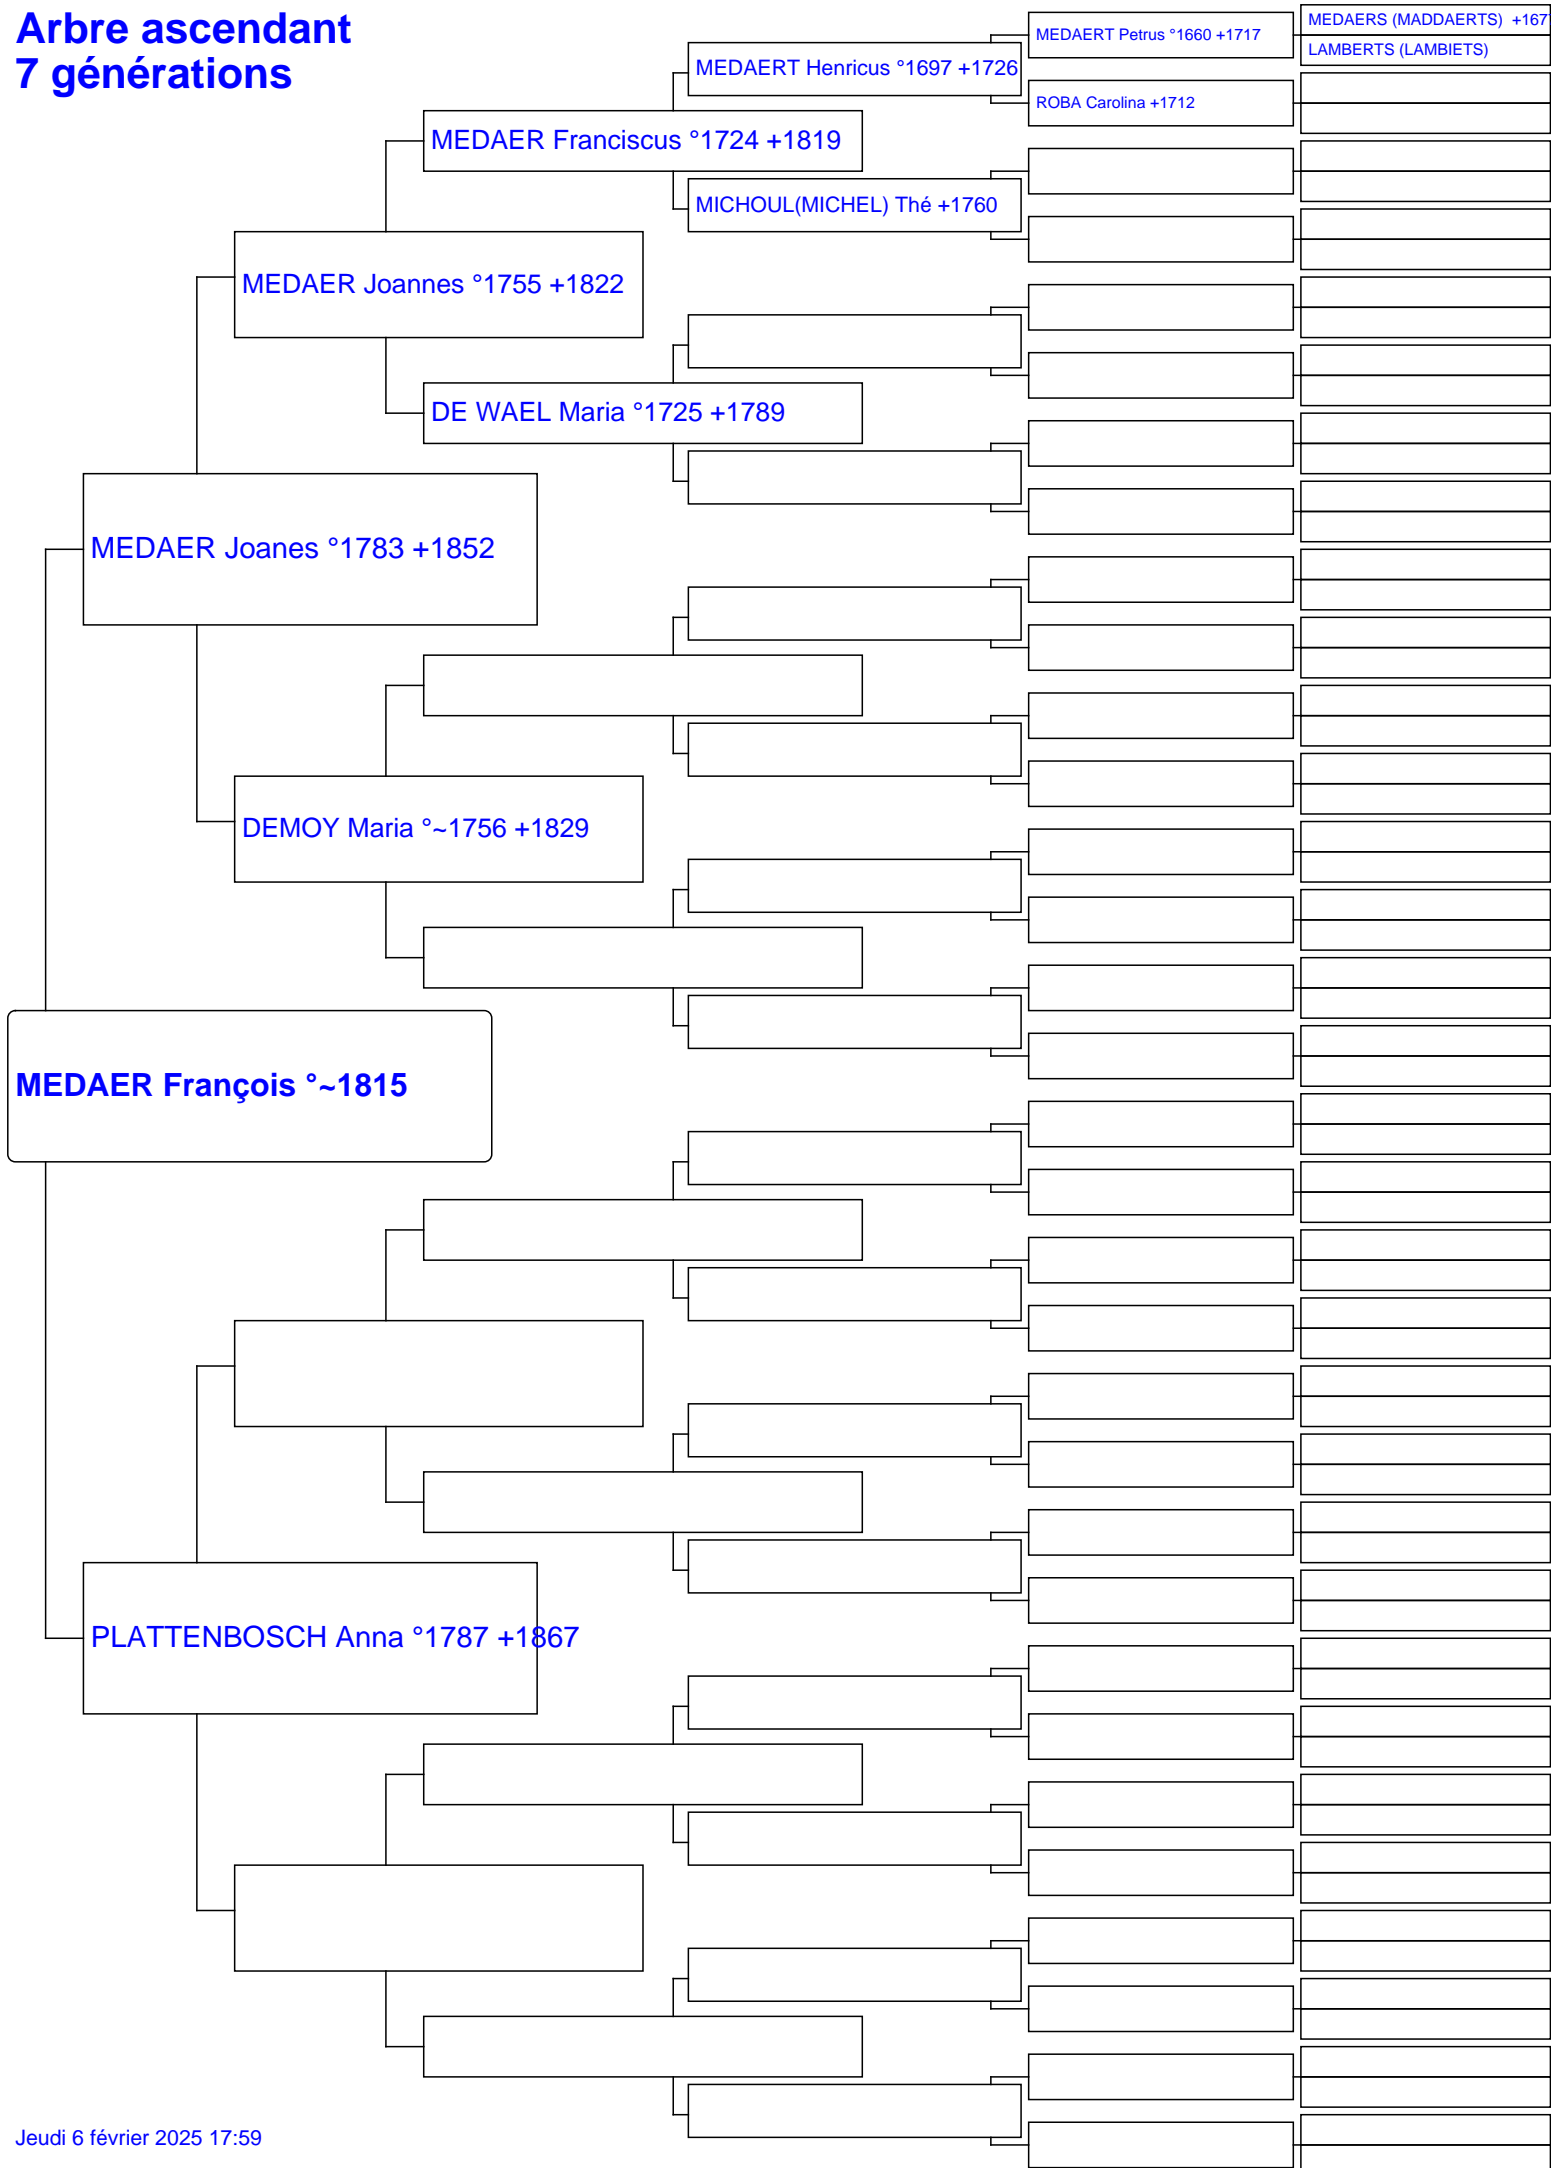 Arbre ascendant
7 générations
MEDAERT Petrus °1660 +1717
MEDAERS (MADDAERTS) +167
LAMBERTS (LAMBIETS)
MEDAERT Henricus °1697 +1726
ROBA Carolina +1712
MEDAER Franciscus °1724 +1819
MICHOUL(MICHEL) Thé +1760
MEDAER Joannes °1755 +1822
DE WAEL Maria °1725 +1789
MEDAER Joanes °1783 +1852
DEMOY Maria °~1756 +1829
MEDAER François °~1815
PLATTENBOSCH Anna °1787 +1867
Jeudi 6 février 2025 17:59